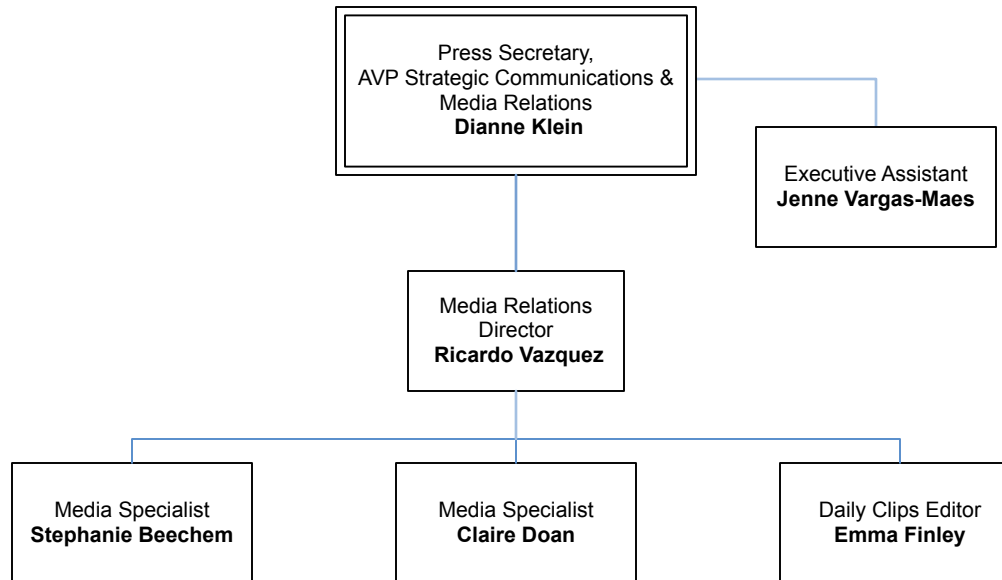 Press Secretary,
AVP Strategic Communications &
Media Relations
Dianne Klein
Executive Assistant
Jenne Vargas-Maes
Media Relations
Director
Ricardo Vazquez
Media Specialist
Stephanie Beechem
Media Specialist
Claire Doan
Daily Clips Editor
Emma Finley